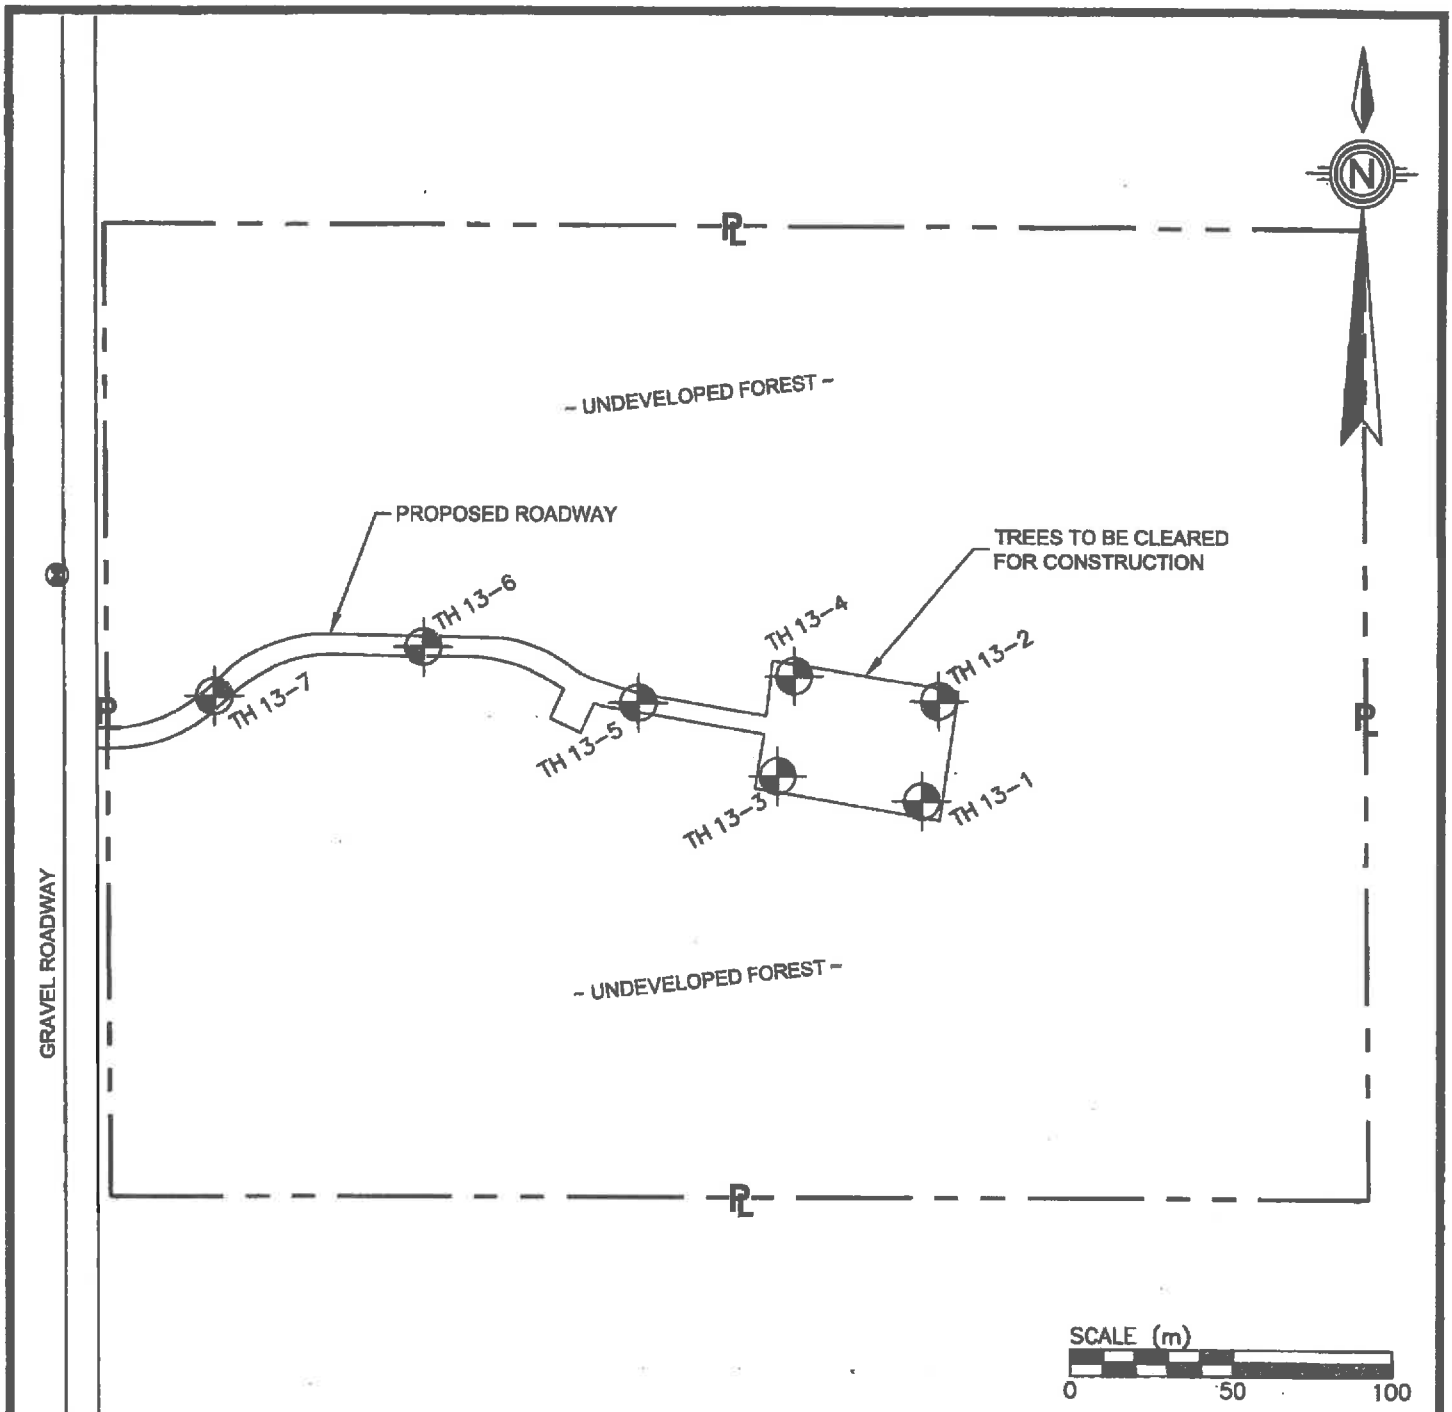 N
PL
~ UNDEVELOPED FOREST ~
PROPOSED ROADWAY
TREES TO BE CLEARED
FOR CONSTRUCTION
TH 13-6
TH 13-4
TH 13-2
TH 13-7
P
PL
TH 13-5
TH 13-3
TH 13-1
GRAVEL ROADWAY
~ UNDEVELOPED FOREST ~
PL
SCALE (m)
0 50 100